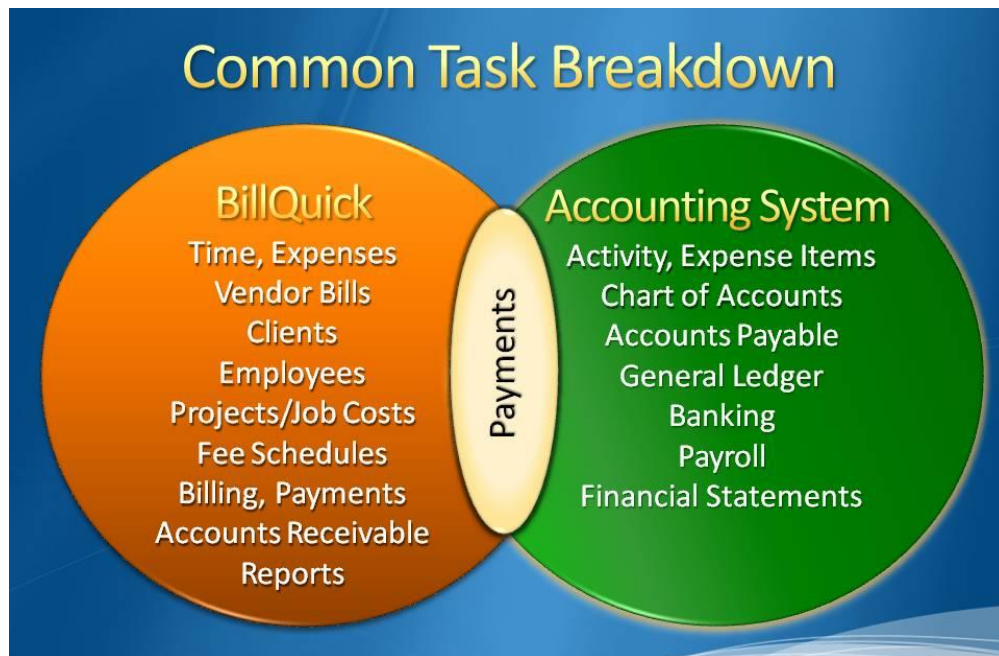 Common Task Breakdown
BillQuick
Time, Expenses
Vendor Bills
Clients
Employees
Projects/Job Costs
Fee Schedules
Billing, Payments
Accounts Receivable
Reports
Payments
Accounting System
Activity, Expense Items
Chart of Accounts
Accounts Payable
General Ledger
Banking
Payroll
Financial Statements